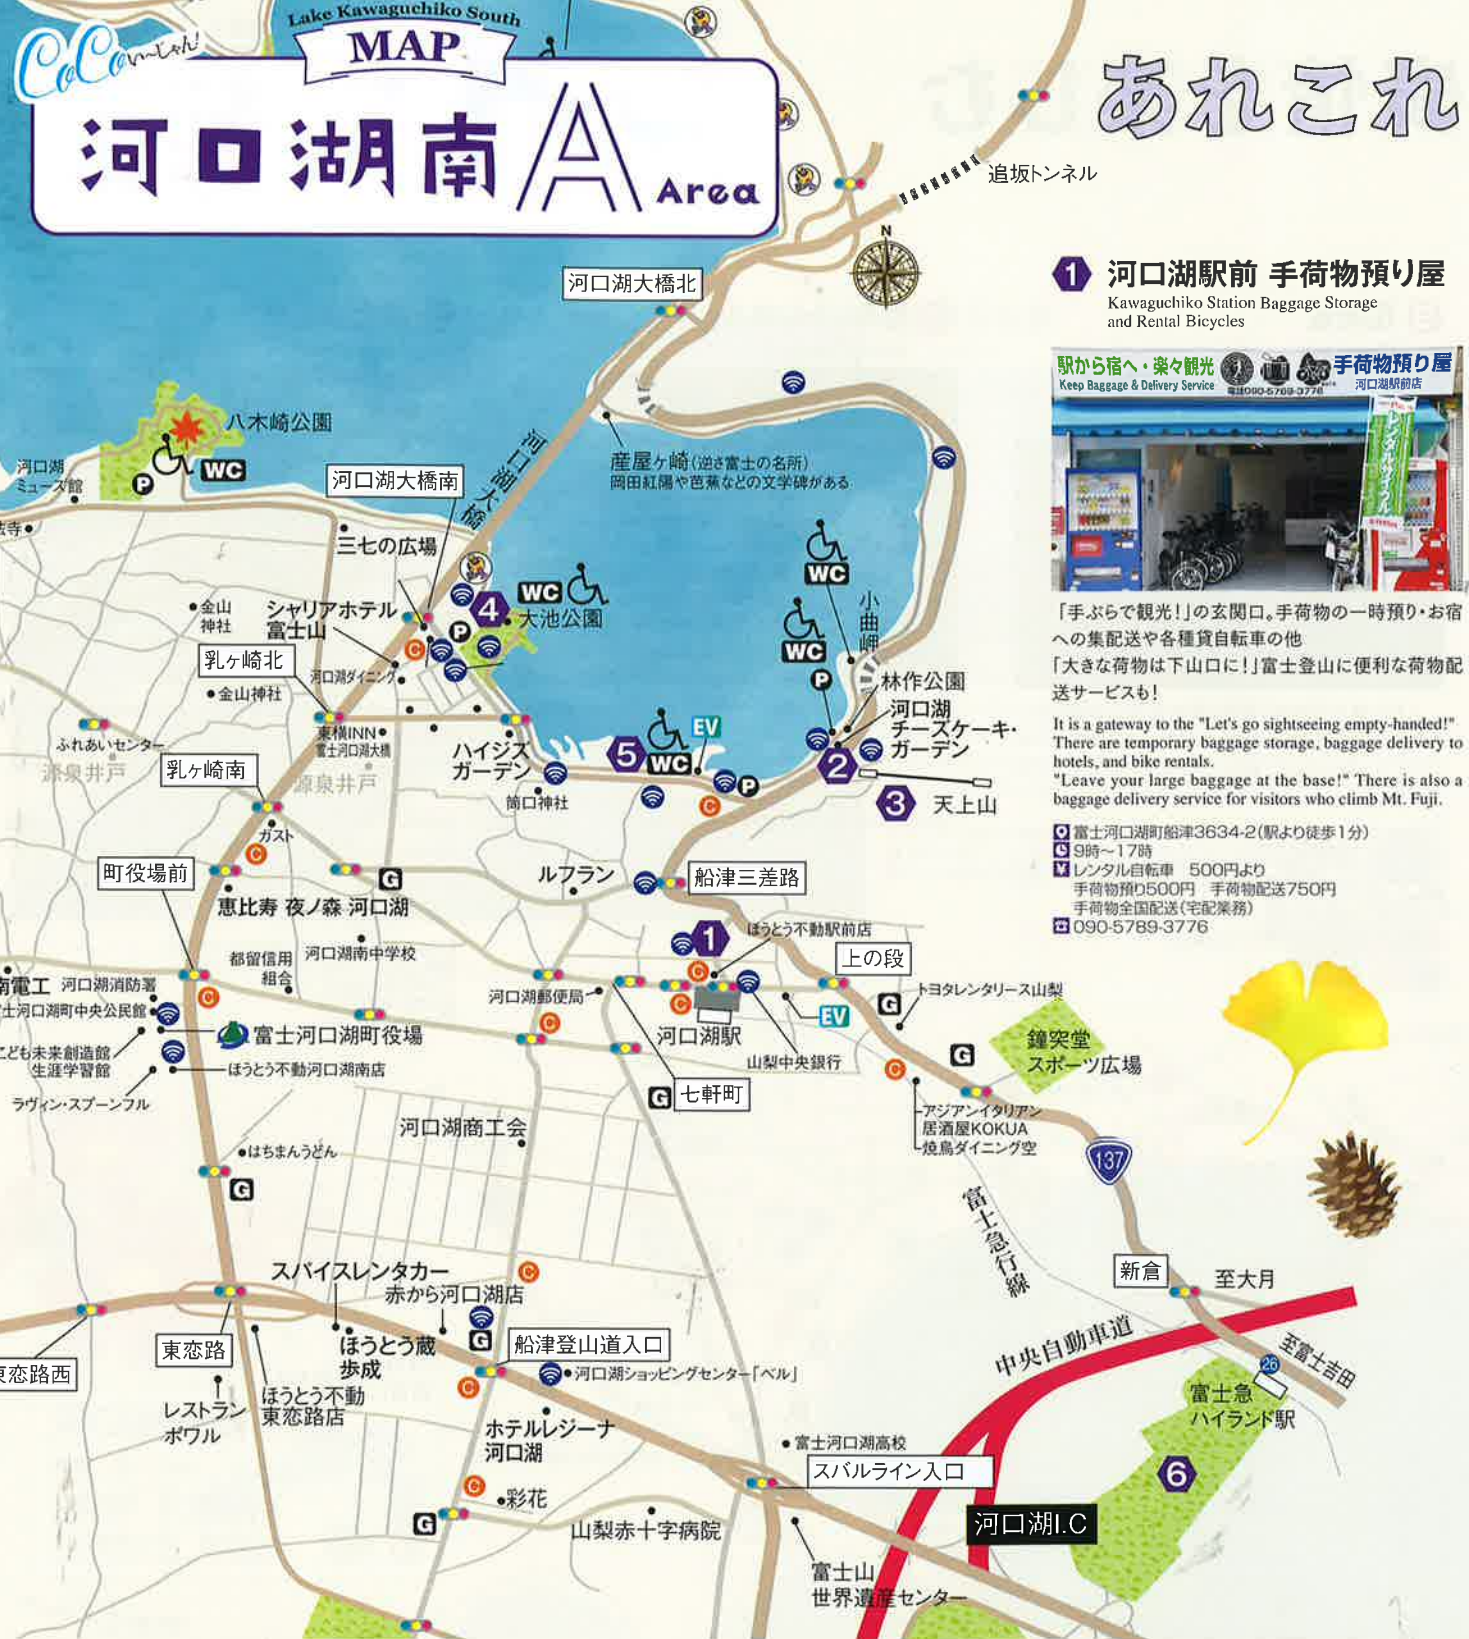 CoCoい〜じゃん!
Lake Kawaguchiko South
MAP
河口湖南 A Area
あれこれ
追坂トンネル
N
河口湖大橋北
1 河口湖駅前 手荷物預り屋
Kawaguchiko Station Baggage Storage
and Rental Bicycles
駅から宿へ・楽々観光
Keep Baggage & Delivery Service
電話090-5789-3776
手荷物預り屋
河口湖駅前店
レンタルサイクル
「手ぶらで観光!」の玄関口。手荷物の一時預り・お宿
への集配送や各種貸自転車の他
「大きな荷物は下山口に!」富士登山に便利な荷物配
送サービスも!
It is a gateway to the "Let's go sightseeing empty-handed!"
There are temporary baggage storage, baggage delivery to
hotels, and bike rentals.
"Leave your large baggage at the base!" There is also a
baggage delivery service for visitors who climb Mt. Fuji.
富士河口湖町船津3634-2(駅より徒歩1分)
9時〜17時
¥ レンタル自転車 500円より
手荷物預り500円 手荷物配送750円
手荷物全国配送(宅配業務)
090-5789-3776
八木崎公園
P
WC
河口湖
ミューズ館
河口湖大橋南
河口湖大橋
産屋ヶ崎(逆さ富士の名所)
岡田紅陽や芭蕉などの文学碑がある
三七の広場
金山
神社
シャリアホテル
富士山
4
WC
大池公園
P
C
WC
小曲岬
WC
P
乳ヶ崎北
河口湖ダイニング
金山神社
林作公園
河口湖
チーズケーキ・
ガーデン
東横INN
富士河口湖大橋
ふれあいセンター
源泉井戸
源泉井戸
乳ヶ崎南
ハイジズ
ガーデン
5
WC
EV
P
C
2
3
天上山
筒口神社
ガスト
C
町役場前
G
ルフラン
船津三差路
恵比寿 夜ノ森 河口湖
河口湖南中学校
都留信用
組合
1
ほうとう不動駅前店
上の段
C
C
河口湖駅
EV
山梨中央銀行
G
トヨタレンタリース山梨
南電工
河口湖消防署
富士河口湖町中央公民館
C
富士河口湖町役場
こども未来創造館
生涯学習館
ほうとう不動河口湖南店
ラヴィン・スプーンフル
河口湖郵便局
C
七軒町
G
鐘突堂
スポーツ広場
G
C
アジアンイタリアン
居酒屋KOKUA
焼鳥ダイニング空
137
富士急行線
河口湖商工会
はちまんうどん
G
新倉
至大月
中央自動車道
至富士吉田
26
富士急
ハイランド駅
6
スパイスレンタカー
赤から河口湖店
C
G
東恋路西
東恋路
ほうとう蔵
歩成
船津登山道入口
河口湖ショッピングセンター「ベル」
C
レストラン
ボワル
ほうとう不動
東恋路店
ホテルレジーナ
河口湖
富士河口湖高校
スバルライン入口
C
彩花
G
山梨赤十字病院
河口湖I.C
富士山
世界遺産センター